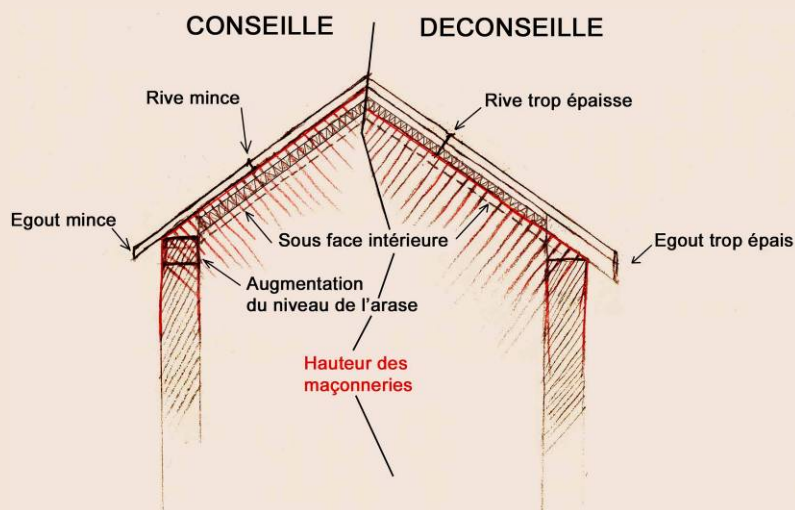 CONSEILLE
DECONSEILLE
Rive mince
Rive trop épaisse
Egout mince
Sous face intérieure
Egout trop épais
Augmentation
du niveau de l'arase
Hauteur des
maçonneries